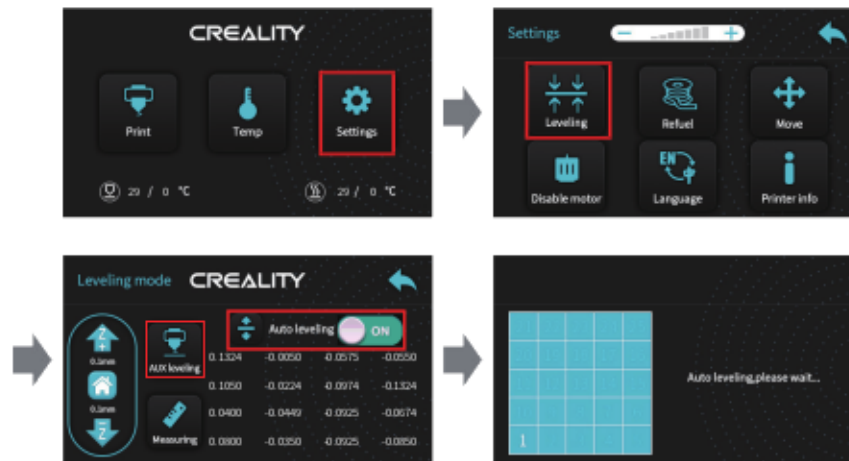 CREALITY
Print Temp Settings
29 / 0 °C 29 / 0 °C
Settings
Leveling Refuel Move
EN
Disable motor Language Printer info
Leveling mode CREALITY
Z
+
0.1mm
0.1mm
Z
-
AUX leveling
Measuring
Auto leveling ON
0.1324 -0.0050 -0.0575 -0.0550
0.1050 -0.0224 -0.0974 -0.1324
0.0400 -0.0449 -0.0925 -0.0674
0.0800 -0.0350 -0.0925 -0.0850
1
Auto leveling,please wait...